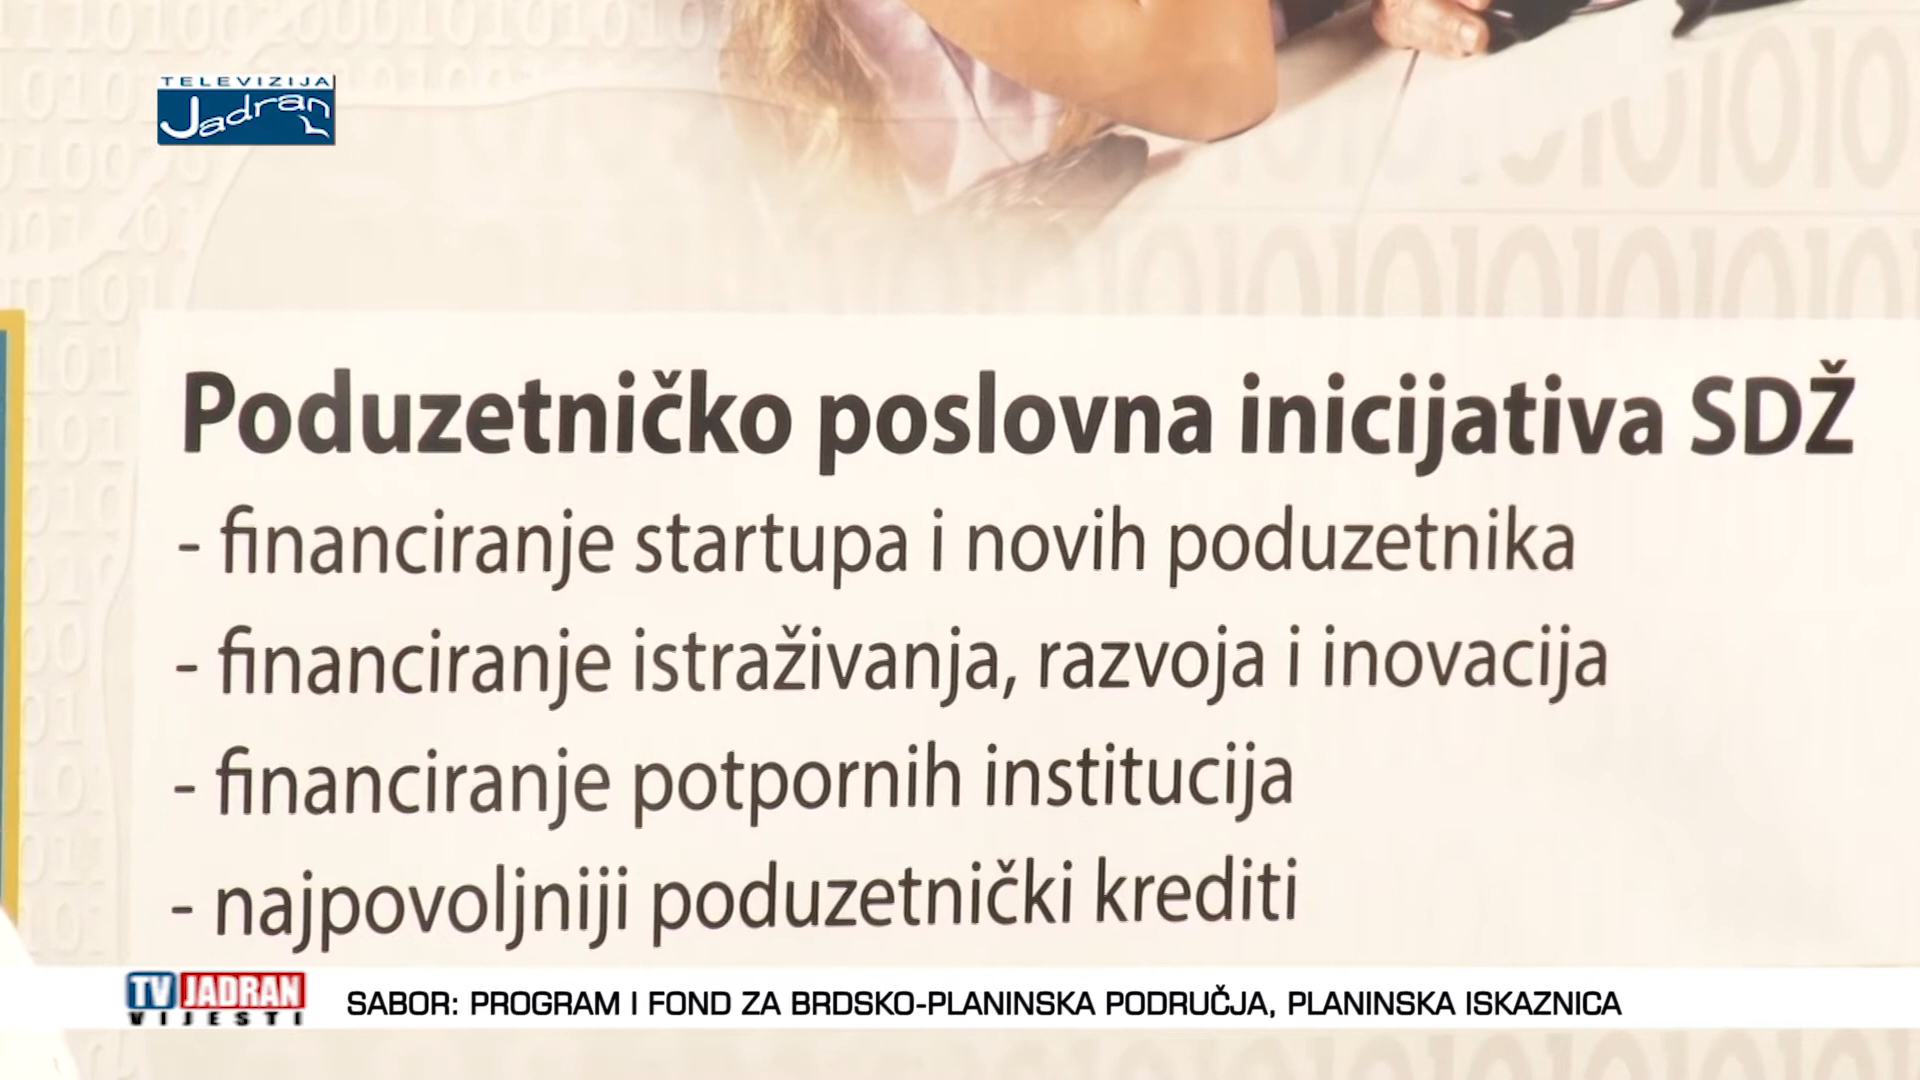 TELEVIZIJA
Jadran
Poduzetničko poslovna inicijativa SDŽ
- financiranje startupa i novih poduzetnika
- financiranje istraživanja, razvoja i inovacija
- financiranje potpornih institucija
- najpovoljniji poduzetnički krediti
TV JADRAN
VIJESTI
SABOR: PROGRAM I FOND ZA BRDSKO-PLANINSKA PODRUČJA, PLANINSKA ISKAZNICA